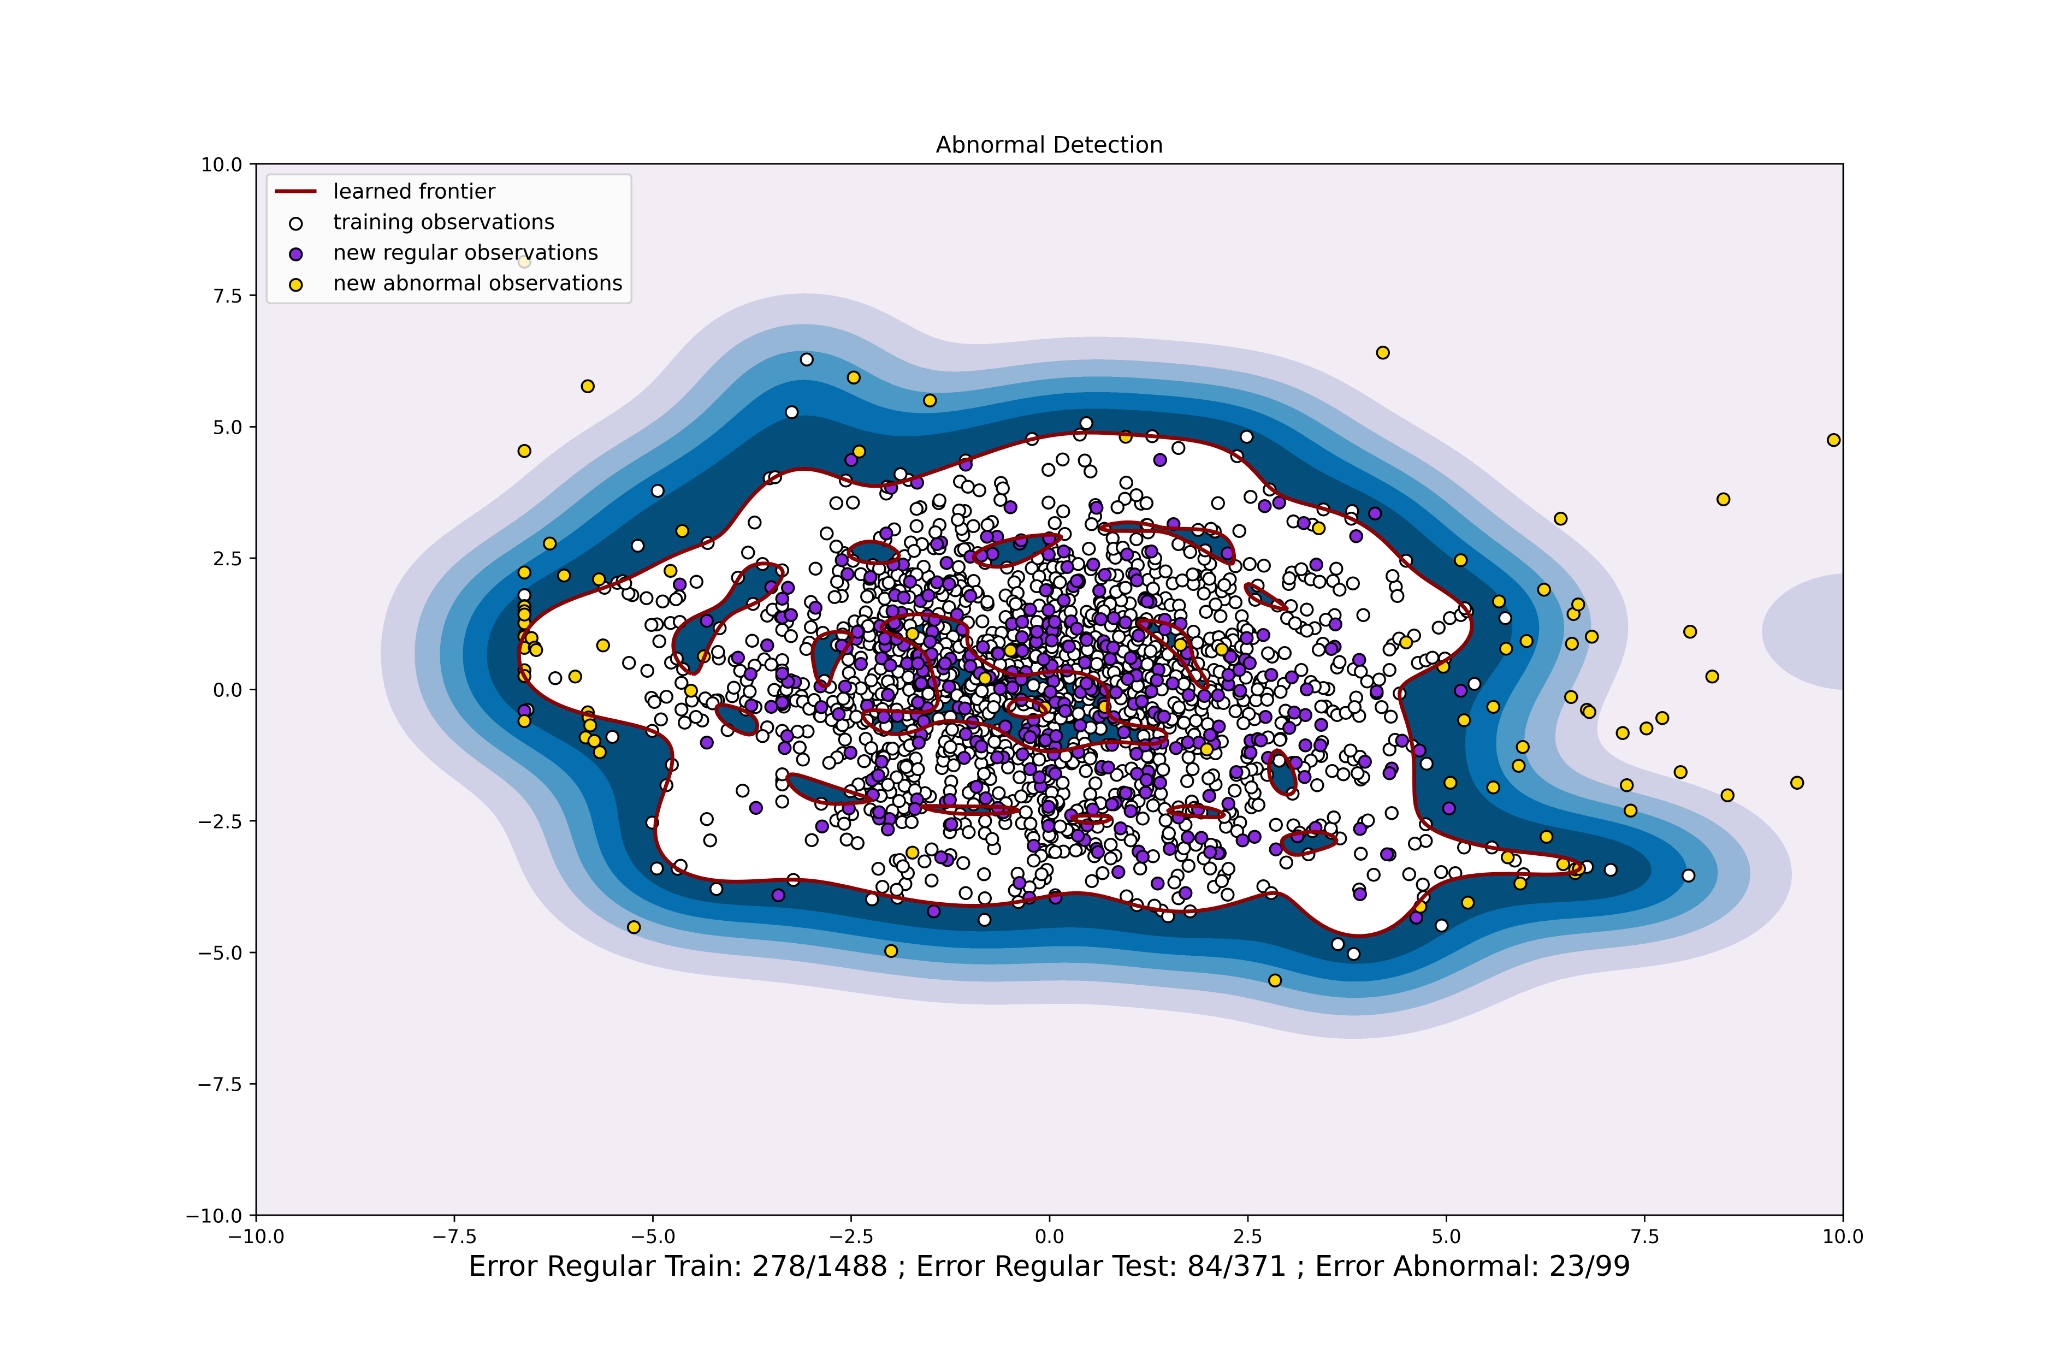 Abnormal Detection
10.0
7.5
5.0
2.5
0.0
−2.5
−5.0
−7.5
−10.0
learned frontier
training observations
new regular observations
new abnormal observations
−10.0 −7.5 −5.0 −2.5 0.0 2.5 5.0 7.5 10.0
Error Regular Train: 278/1488 ; Error Regular Test: 84/371 ; Error Abnormal: 23/99